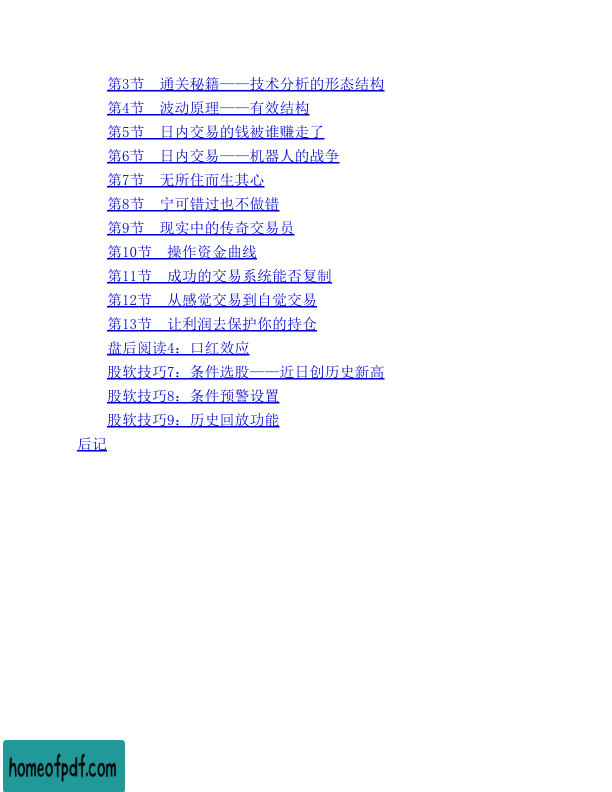 第3节　通关秘籍——技术分析的形态结构
第4节　波动原理——有效结构
第5节　日内交易的钱被谁赚走了
第6节　日内交易——机器人的战争
第7节　无所住而生其心
第8节　宁可错过也不做错
第9节　现实中的传奇交易员
第10节　操作资金曲线
第11节　成功的交易系统能否复制
第12节　从感觉交易到自觉交易
第13节　让利润去保护你的持仓
盘后阅读4：口红效应
股软技巧7：条件选股——近日创历史新高
股软技巧8：条件预警设置
股软技巧9：历史回放功能
后记
homeofpdf.com